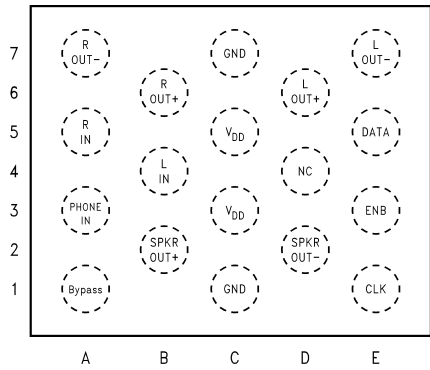 7
R
OUT-
GND
L
OUT-
6
R
OUT+
L
OUT+
5
R
IN
VDD
DATA
4
L
IN
NC
3
PHONE
IN
VDD
ENB
2
SPKR
OUT+
SPKR
OUT-
1
Bypass
GND
CLK
A B C D E